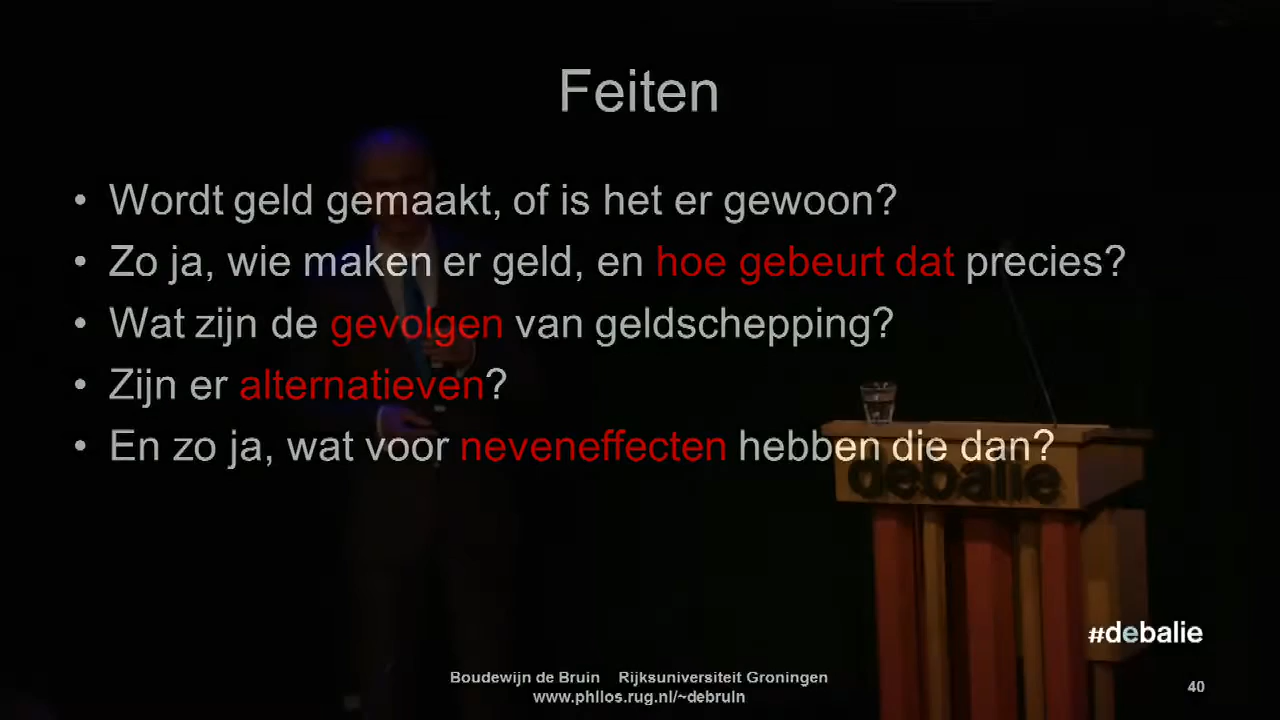 Feiten
• Wordt geld gemaakt, of is het er gewoon?
• Zo ja, wie maken er geld, en hoe gebeurt dat precies?
• Wat zijn de gevolgen van geldschepping?
• Zijn er alternatieven?
• En zo ja, wat voor neveneffecten hebben die dan?
debalie
#debalie
Boudewijn de Bruin Rijksuniversiteit Groningen
www.philos.rug.nl/~debruin
40